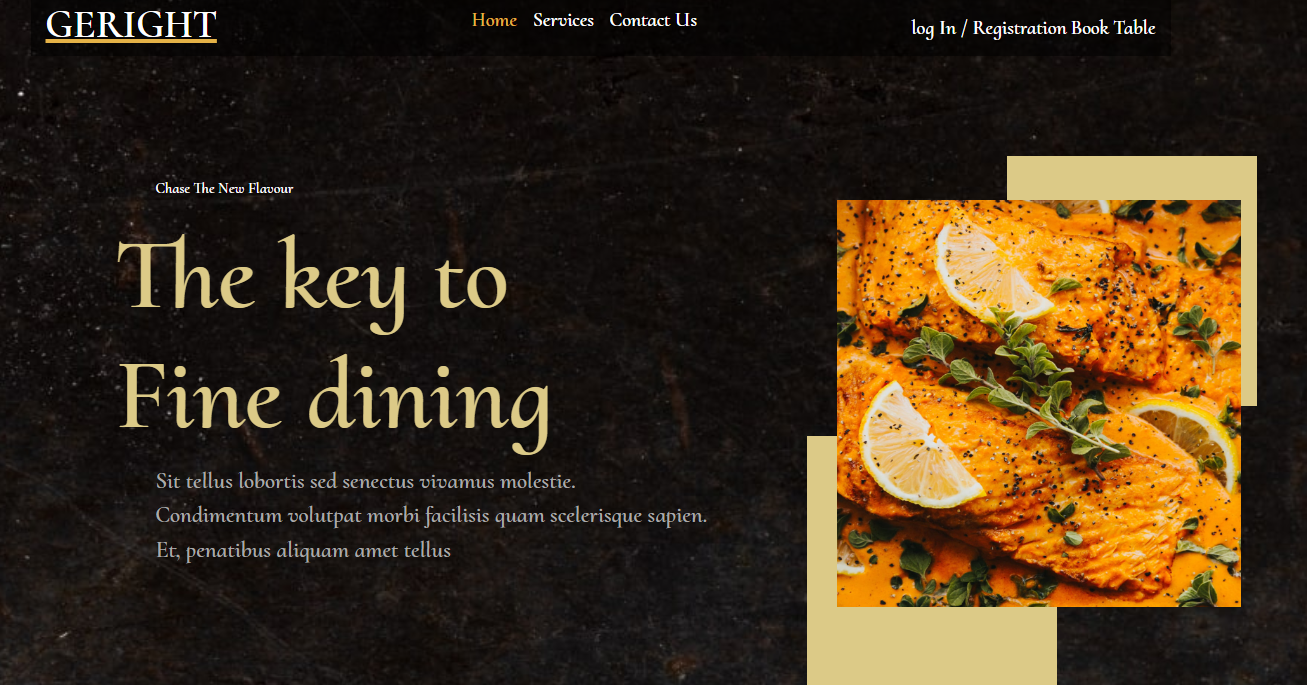 GERIGHT
Home Services Contact Us
log In / Registration Book Table
Chase The New Flavour
The key to
Fine dining
Sit tellus lobortis sed senectus vivamus molestie.
Condimentum volutpat morbi facilisis quam scelerisque sapien.
Et, penatibus aliquam amet tellus